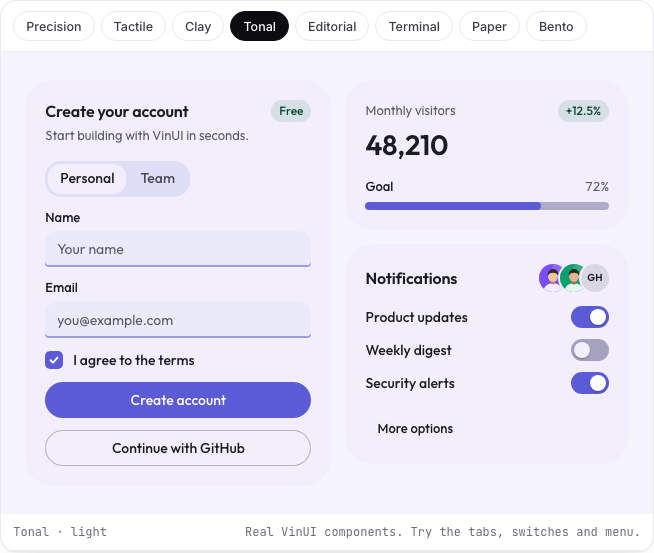 Precision Tactile Clay Tonal Editorial Terminal Paper Bento
Create your account Free
Start building with VinUI in seconds.
Personal Team
Name
Your name
Email
you@example.com
I agree to the terms
Create account
Continue with GitHub
Monthly visitors +12.5%
48,210
Goal 72%
Notifications GH
Product updates
Weekly digest
Security alerts
More options
Tonal · light Real VinUI components. Try the tabs, switches and menu.